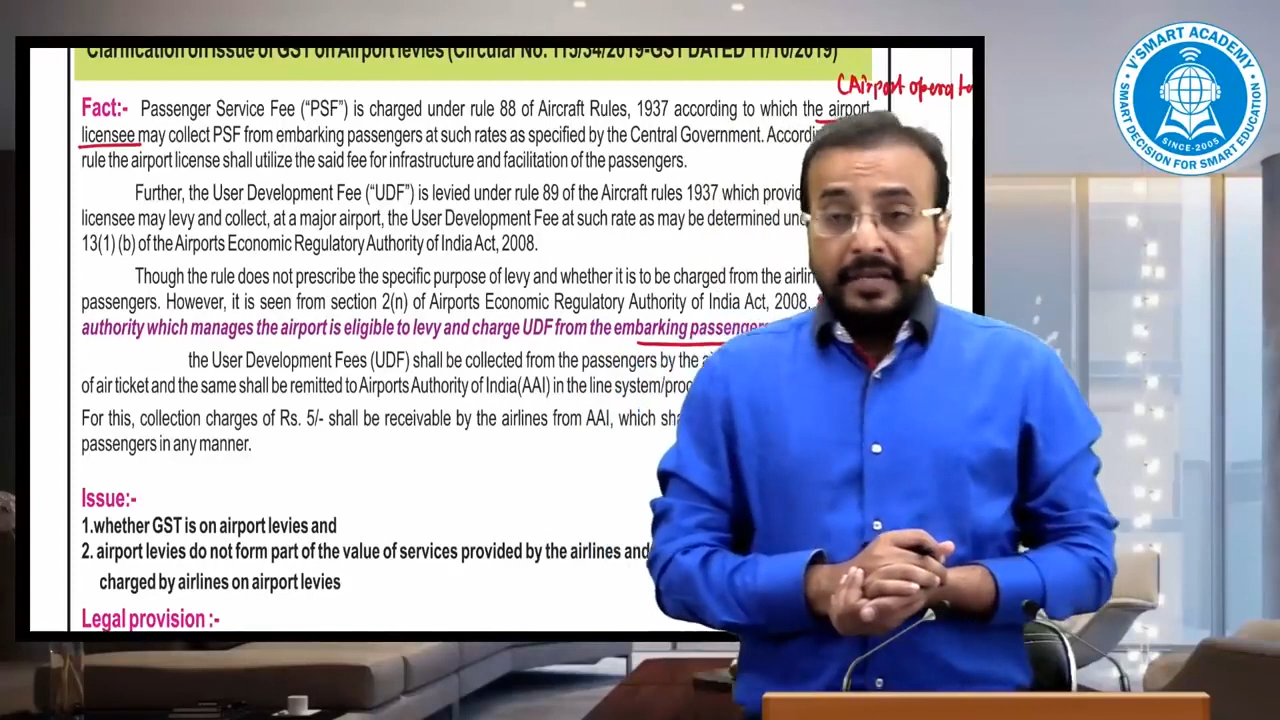 Clarification on issue of GST on Airport levies (Circular No. 115/34/2019-GST DATED 11/10/2019)
(Airport operato
Fact:- Passenger Service Fee (“PSF”) is charged under rule 88 of Aircraft Rules, 1937 according to which the airport
licensee may collect PSF from embarking passengers at such rates as specified by the Central Government.
rule the airport license shall utilize the said fee for infrastructure and facilitation of the passengers.
Further, the User Development Fee (“UDF”) is levied under rule 89 of the Aircraft rules 1937 which
licensee may levy and collect, at a major airport, the User Development Fee at such rate as may be determined
13(1) (b) of the Airports Economic Regulatory Authority of India Act, 2008.
Though the rule does not prescribe the specific purpose of levy and whether it is to be charged from the
passengers. However, it is seen from section 2(n) of Airports Economic Regulatory Authority of India Act, 2008,
authority which manages the airport is eligible to levy and charge UDF from the embarking
the User Development Fees (UDF) shall be collected from the passengers by the
of air ticket and the same shall be remitted to Airports Authority of India(AAI) in the line
For this, collection charges of Rs. 5/- shall be receivable by the airlines from AAI, which
passengers in any manner.
Issue:-
1.whether GST is on airport levies and
2. airport levies do not form part of the value of services provided by the airlines and
charged by airlines on airport levies
Legal provision :-
V'SMART ACADEMY
SINCE-2005
SMART DECISION FOR SMART EDUCATION